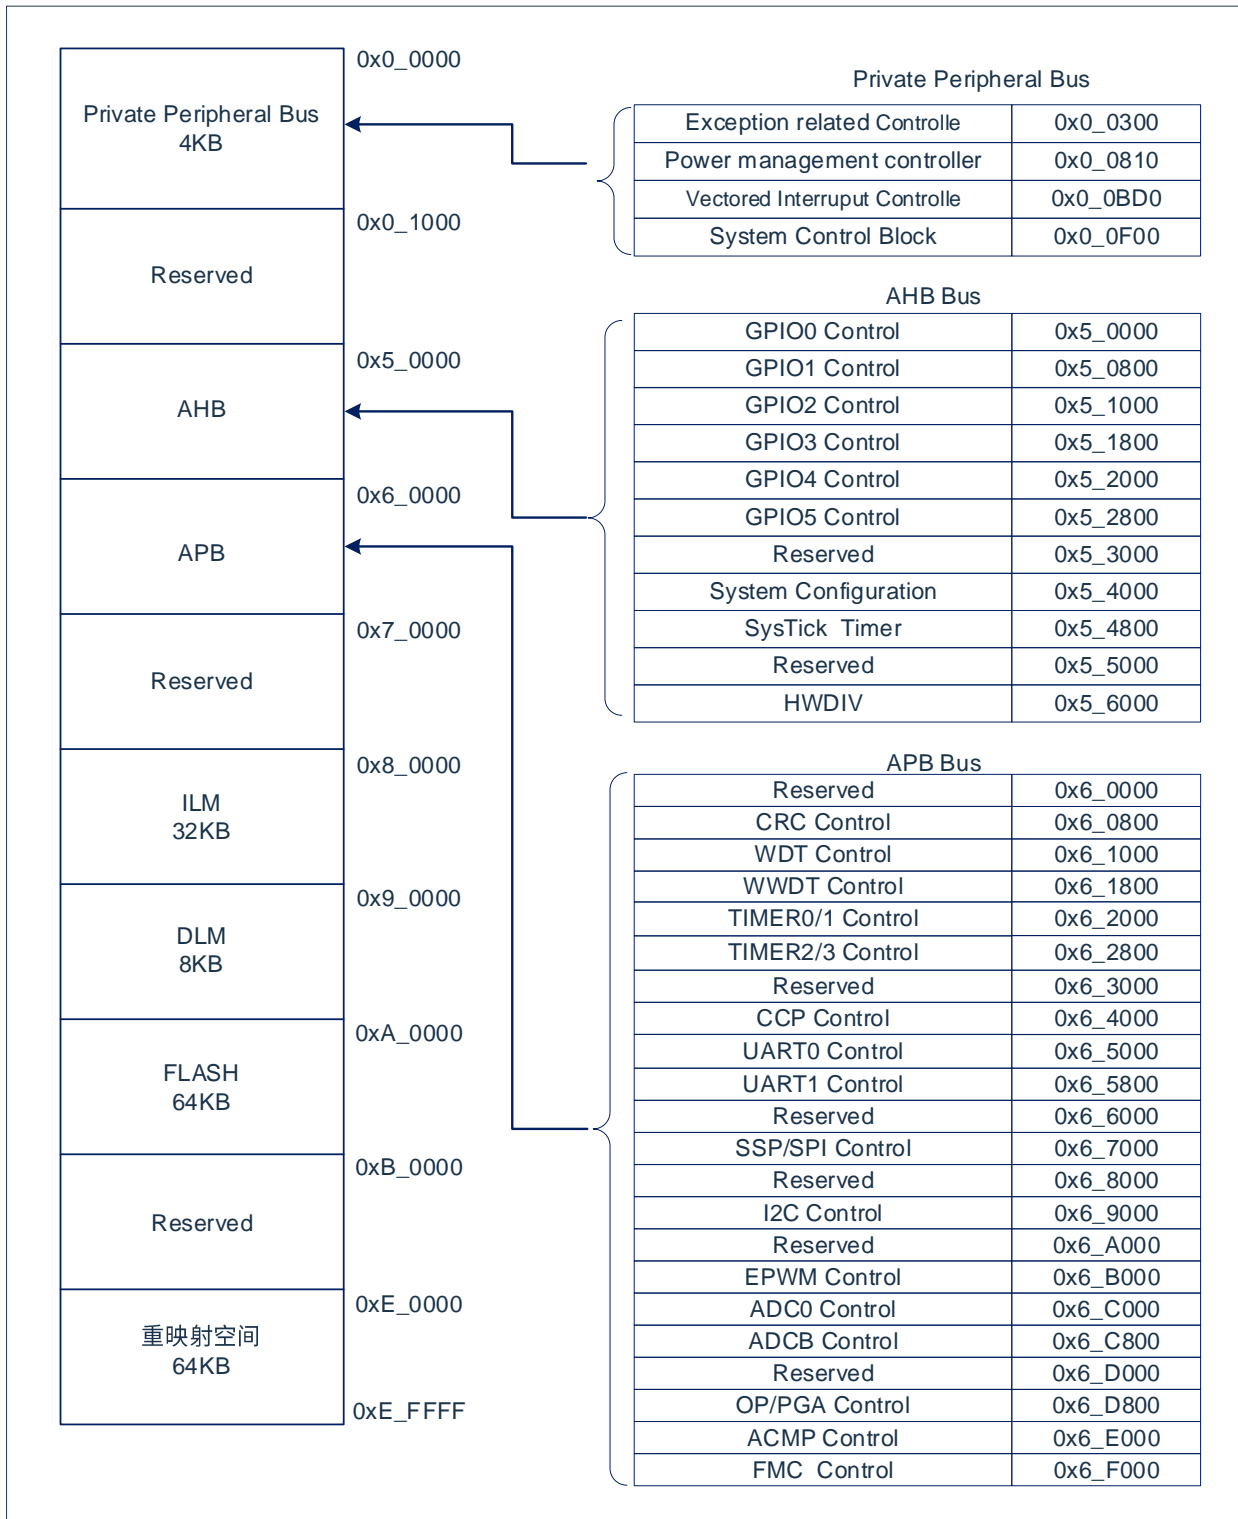 0x0_0000
Private Peripheral Bus
4KB
0x0_1000
Reserved
0x5_0000
AHB
0x6_0000
APB
0x7_0000
Reserved
0x8_0000
ILM
32KB
0x9_0000
DLM
8KB
0xA_0000
FLASH
64KB
0xB_0000
Reserved
0xE_0000
重映射空间
64KB
0xE_FFFF
Private Peripheral Bus
Exception related Controlle 0x0_0300
Power management controller 0x0_0810
Vectored Interruput Controlle 0x0_0BD0
System Control Block 0x0_0F00
AHB Bus
GPIO0 Control 0x5_0000
GPIO1 Control 0x5_0800
GPIO2 Control 0x5_1000
GPIO3 Control 0x5_1800
GPIO4 Control 0x5_2000
GPIO5 Control 0x5_2800
Reserved 0x5_3000
System Configuration 0x5_4000
SysTick Timer 0x5_4800
Reserved 0x5_5000
HWDIV 0x5_6000
APB Bus
Reserved 0x6_0000
CRC Control 0x6_0800
WDT Control 0x6_1000
WWDT Control 0x6_1800
TIMER0/1 Control 0x6_2000
TIMER2/3 Control 0x6_2800
Reserved 0x6_3000
CCP Control 0x6_4000
UART0 Control 0x6_5000
UART1 Control 0x6_5800
Reserved 0x6_6000
SSP/SPI Control 0x6_7000
Reserved 0x6_8000
I2C Control 0x6_9000
Reserved 0x6_A000
EPWM Control 0x6_B000
ADC0 Control 0x6_C000
ADCB Control 0x6_C800
Reserved 0x6_D000
OP/PGA Control 0x6_D800
ACMP Control 0x6_E000
FMC Control 0x6_F000